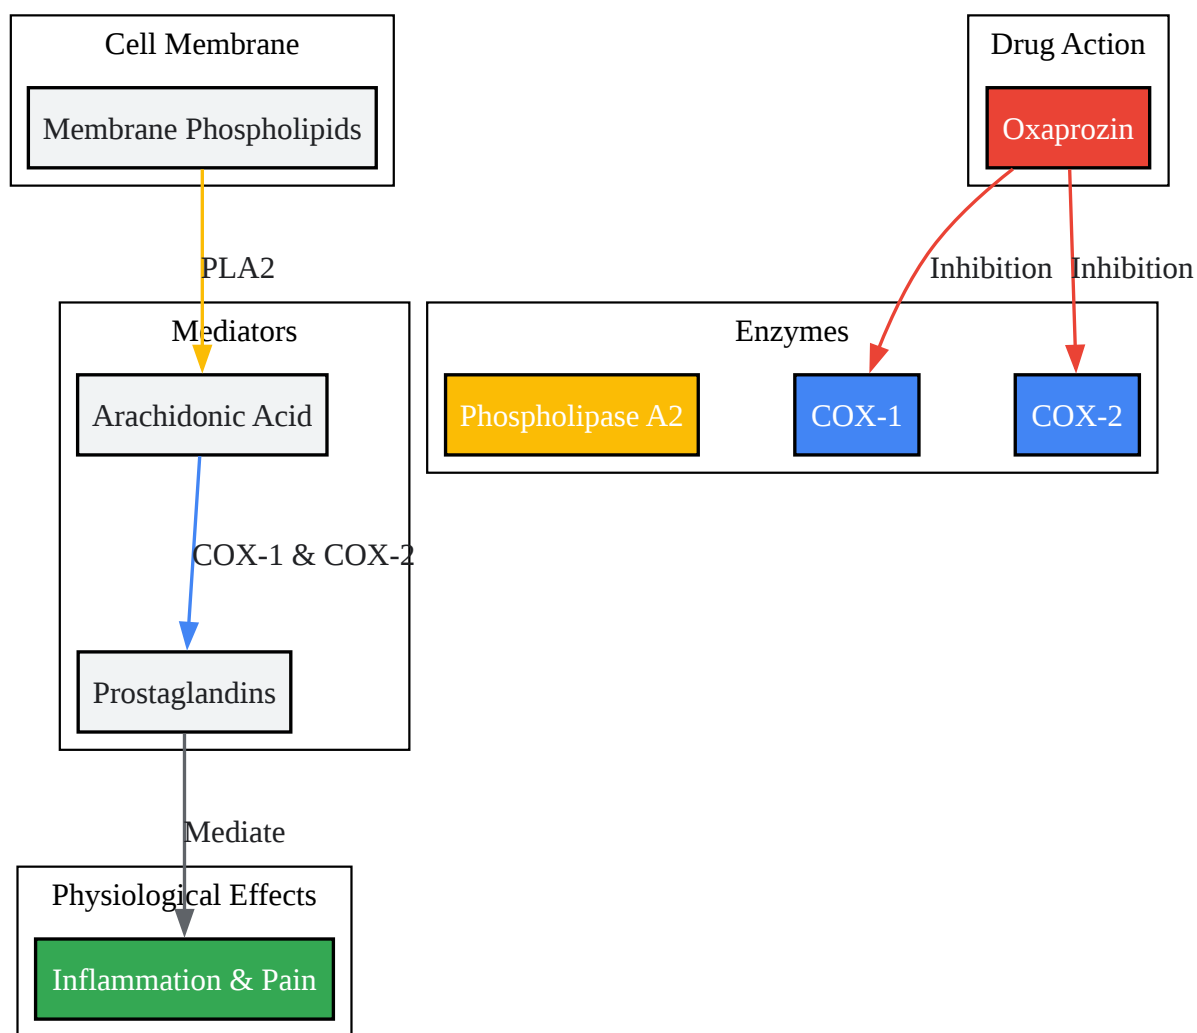 Cell Membrane
Membrane Phospholipids
Drug Action
Oxaprozin
PLA2
Inhibition
Inhibition
Mediators
Arachidonic Acid
Enzymes
Phospholipase A2
COX-1
COX-2
COX-1 & COX-2
Prostaglandins
Mediate
Physiological Effects
Inflammation & Pain